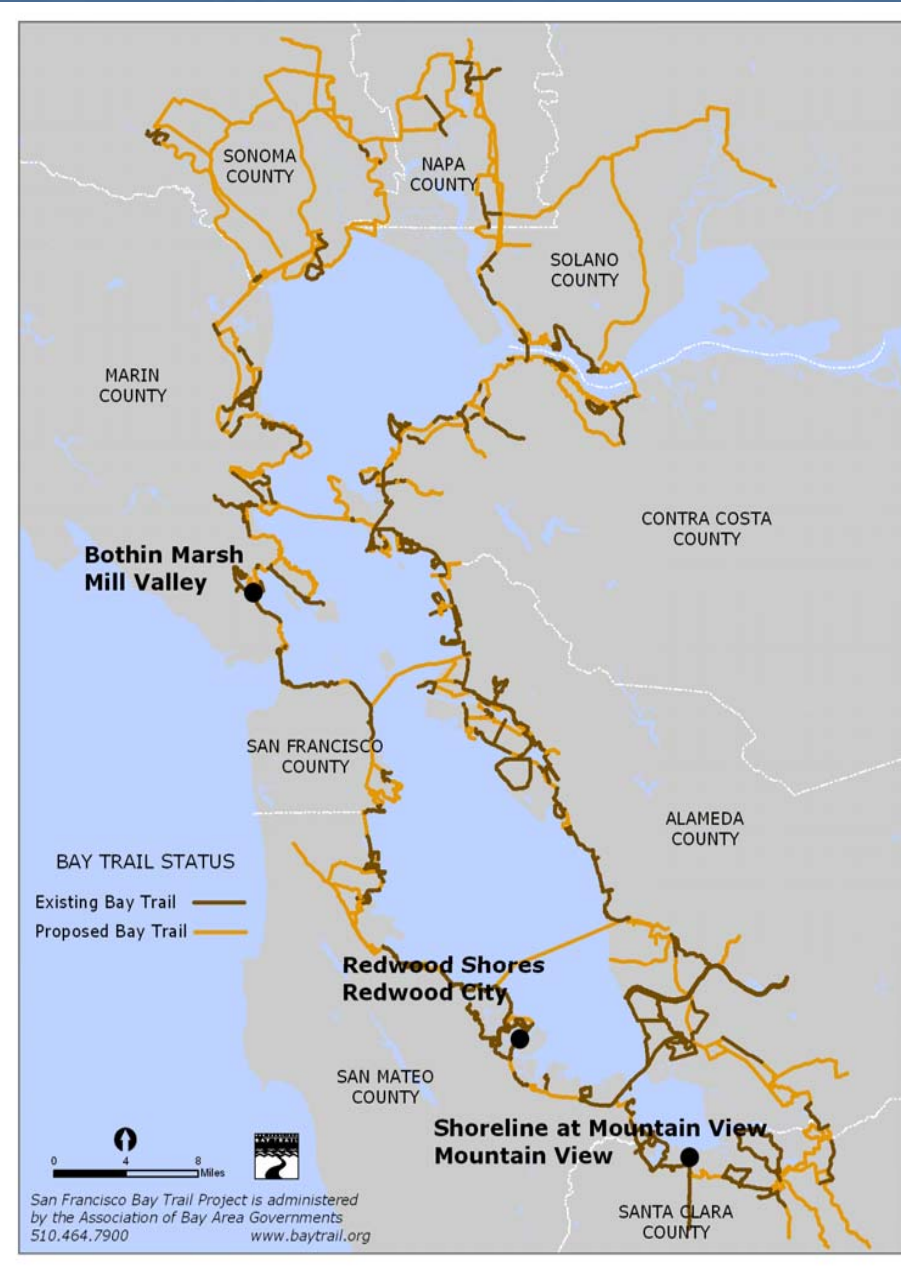 SONOMA
COUNTY
NAPA
COUNTY
SOLANO
COUNTY
MARIN
COUNTY
CONTRA COSTA
COUNTY
Bothin Marsh
Mill Valley
SAN FRANCISCO
COUNTY
ALAMEDA
COUNTY
BAY TRAIL STATUS
Existing Bay Trail
Proposed Bay Trail
Redwood Shores
Redwood City
SAN MATEO
COUNTY
Shoreline at Mountain View
Mountain View
SANTA CLARA
COUNTY
0 4 8
Miles
San Francisco Bay Trail Project is administered
by the Association of Bay Area Governments
510.464.7900 www.baytrail.org